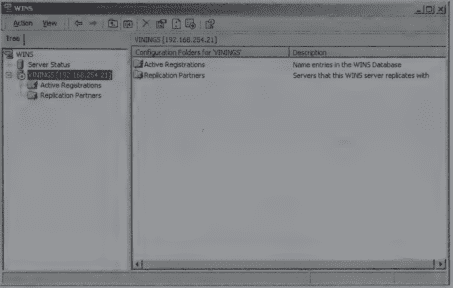 WINS
Action View
Tree
VININGS [192.168.254.21]
WINS
Server Status
VININGS [192.168.254.21]
Active Registrations
Replication Partners
Configuration Folders for 'VININGS' Description
Active Registrations Name entries in the WINS Database
Replication Partners Servers that this WINS server replicates with